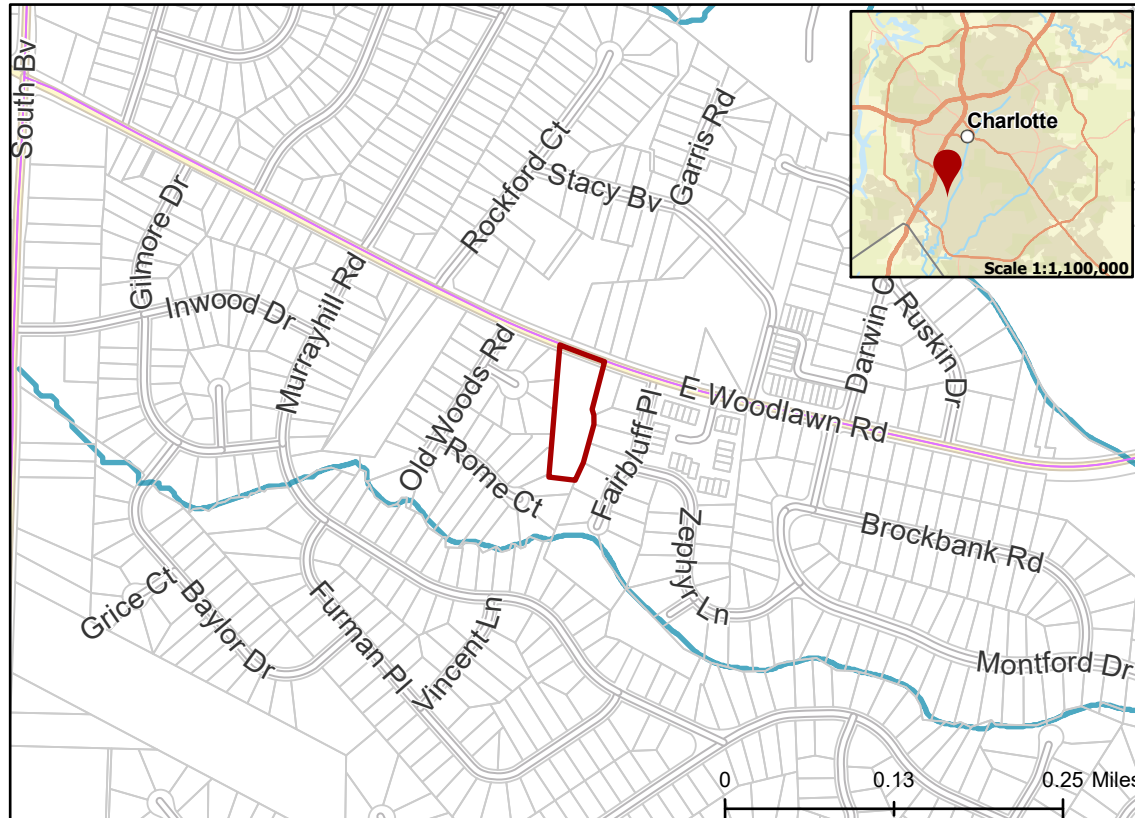 South Bv
Gilmore Dr
Inwood Dr
Murrayhill Rd
Rockford Ct
Stacy Bv
Garris Rd
Charlotte
Scale 1:1,100,000
Darwin C
Ruskin Dr
Old Woods Rd
Rome Ct
Fairbluff Pl
E Woodlawn Rd
Zephyr Ln
Brockbank Rd
Montford Dr
Grice Ct
Baylor Dr
Furman Pl
Vincent Ln
0 0.13 0.25 Miles